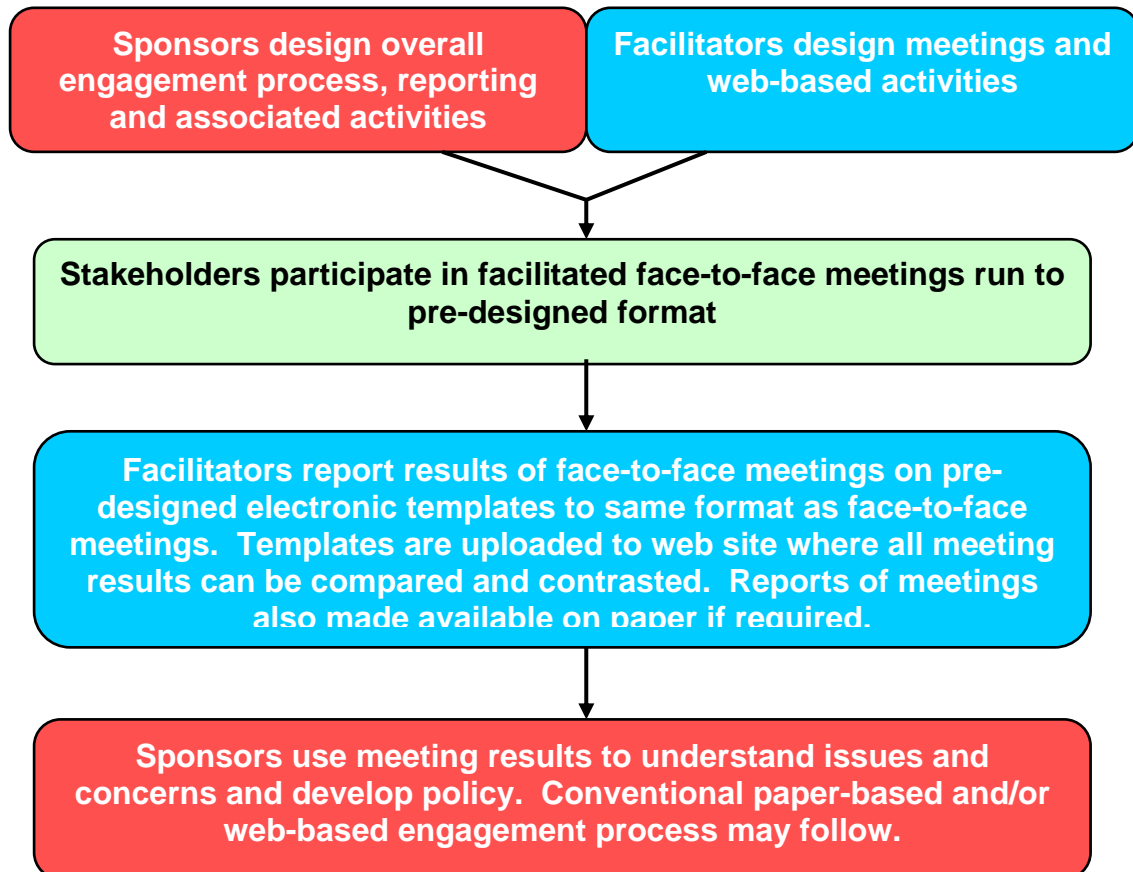 Sponsors design overall
engagement process, reporting
and associated activities
Facilitators design meetings and
web-based activities
Stakeholders participate in facilitated face-to-face meetings run to
pre-designed format
Facilitators report results of face-to-face meetings on pre-
designed electronic templates to same format as face-to-face
meetings.  Templates are uploaded to web site where all meeting
results can be compared and contrasted.  Reports of meetings
also made available on paper if required.
Sponsors use meeting results to understand issues and
concerns and develop policy.  Conventional paper-based and/or
web-based engagement process may follow.